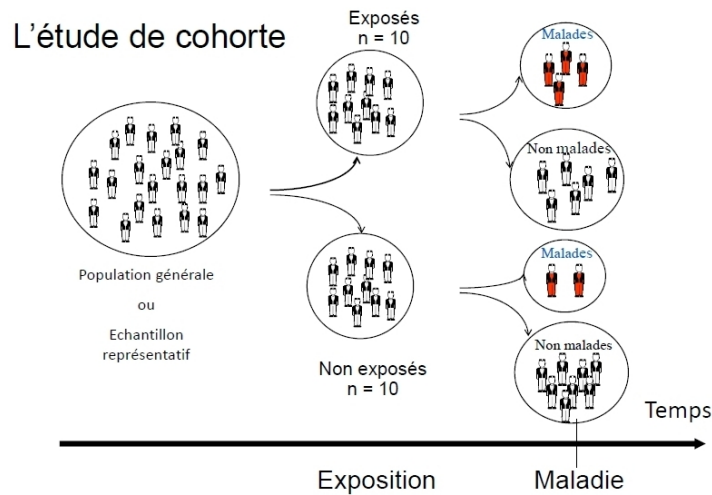 L'étude de cohorte
Exposés
n = 10
Malades
Non malades
Population générale
ou
Echantillon
représentatif
Malades
Non exposés
n = 10
Non malades
Temps
Exposition
Maladie